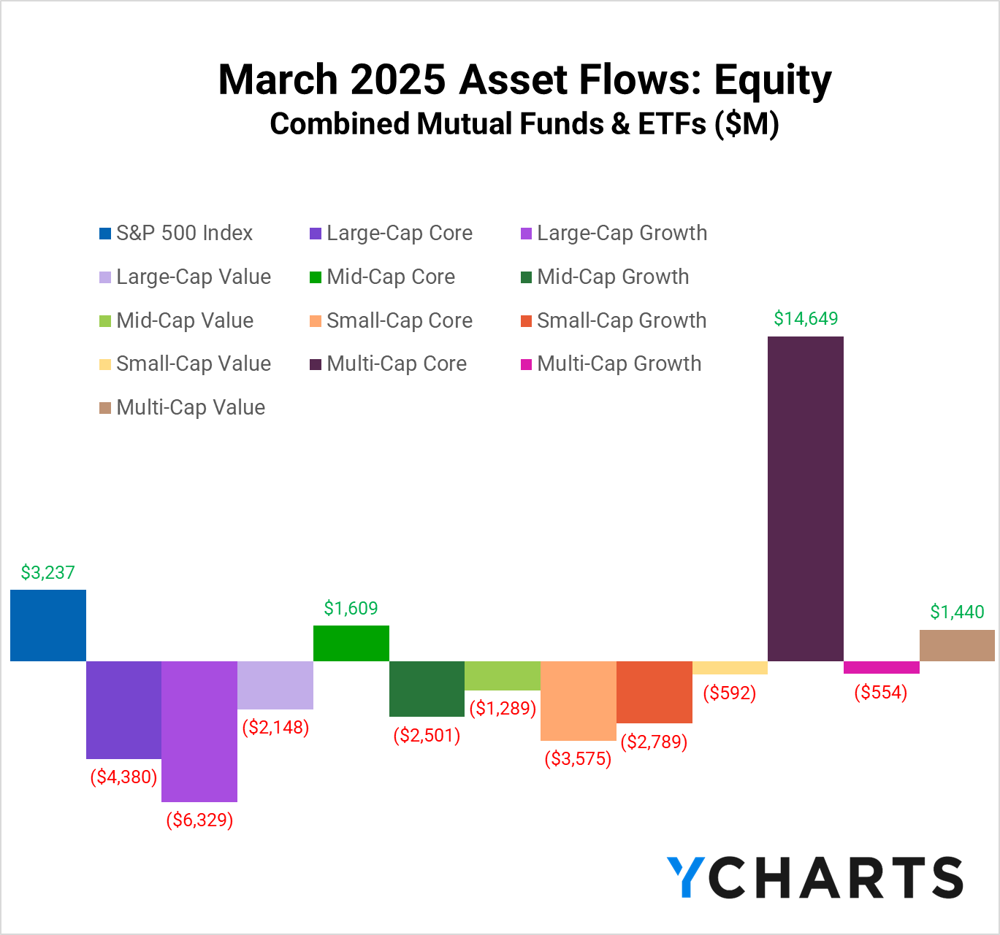 March 2025 Asset Flows: Equity
Combined Mutual Funds & ETFs ($M)
S&P 500 Index
Large-Cap Core
Large-Cap Growth
Large-Cap Value
Mid-Cap Core
Mid-Cap Growth
Mid-Cap Value
Small-Cap Core
Small-Cap Growth
Small-Cap Value
Multi-Cap Core
Multi-Cap Growth
Multi-Cap Value
$3,237
($4,380)
($6,329)
($2,148)
$1,609
($2,501)
($1,289)
($3,575)
($2,789)
($592)
$14,649
($554)
$1,440
YCHARTS